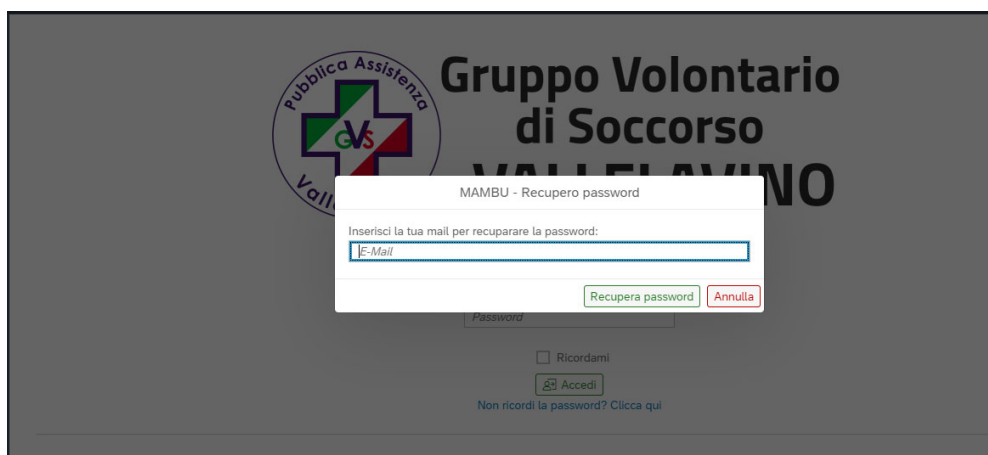 Pubblica Assistenza
GVS
Gruppo Volontario
di Soccorso
MAMBU - Recupero password
Inserisci la tua mail per recuparare la password:
E-Mail
Recupera password
Annulla
Password
Ricordami
Accedi
Non ricordi la password? Clicca qui